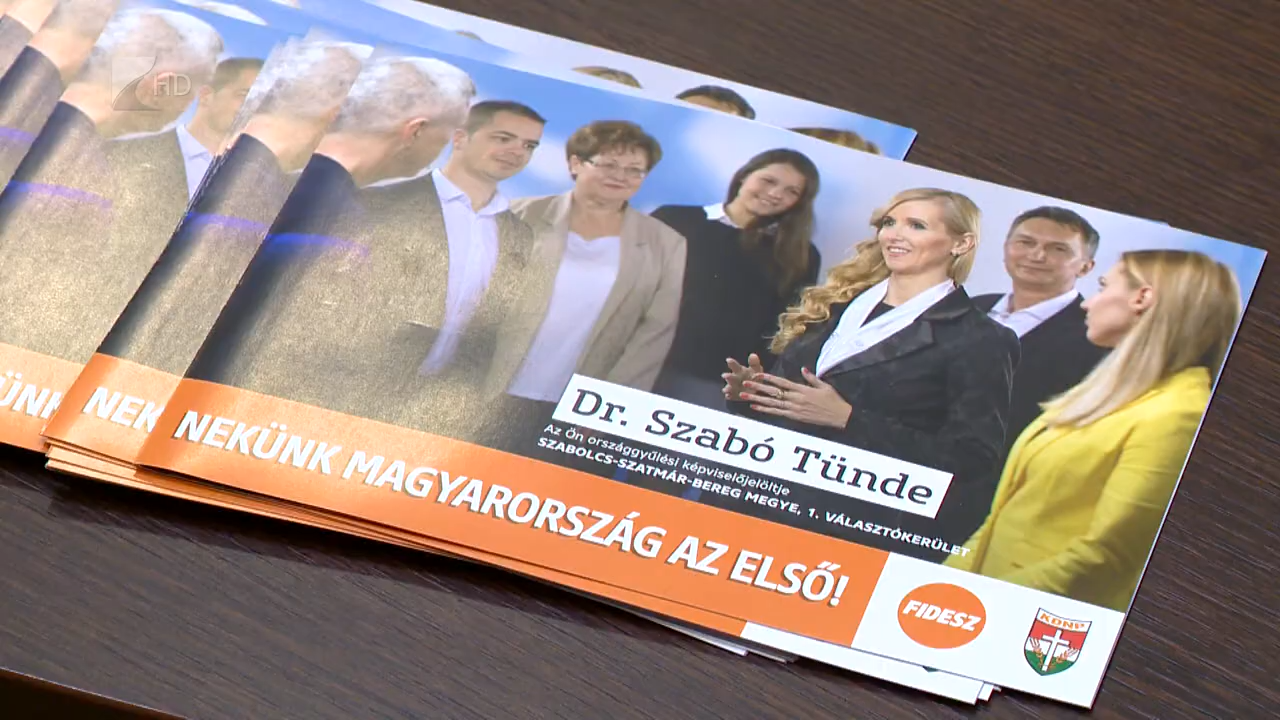 HD
Dr. Szabó Tünde
Az Ön országgyűlési képviselőjelöltje
SZABOLCS-SZATMÁR-BEREG MEGYE, 1. VÁLASZTÓKERÜLET
ÜNK
NEK
NEKÜNK MAGYARORSZÁG AZ ELSŐ!
FIDESZ
KDNP